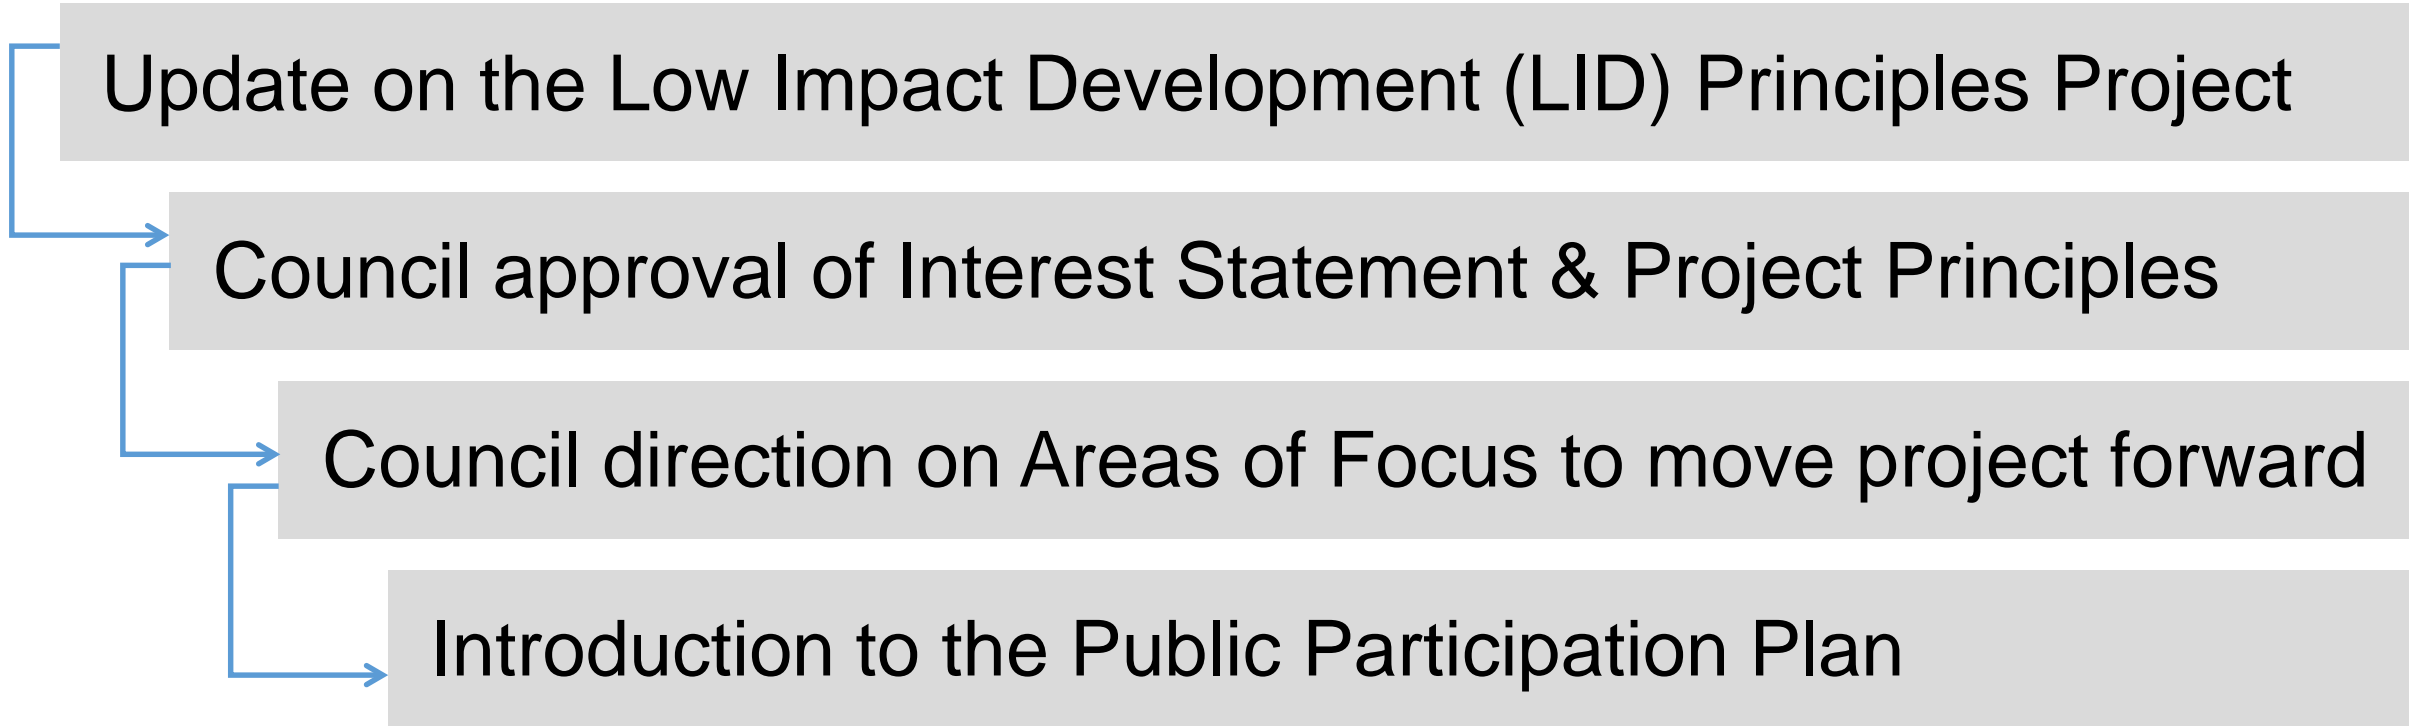 Update on the Low Impact Development (LID) Principles Project
Council approval of Interest Statement & Project Principles
Council direction on Areas of Focus to move project forward
Introduction to the Public Participation Plan